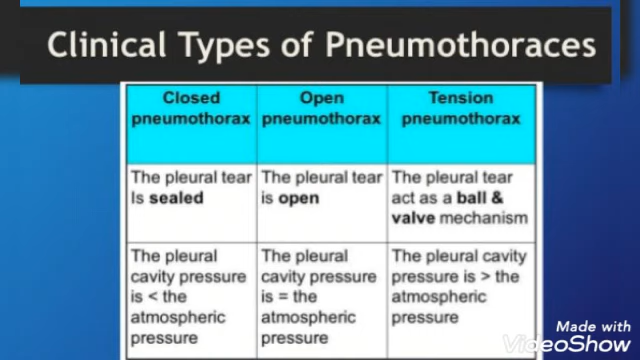 Clinical Types of Pneumothoraces
Closed
pneumothorax
Open
pneumothorax
Tension
pneumothorax
The pleural tear
Is sealed
The pleural tear
is open
The pleural tear
act as a ball &
valve mechanism
The pleural
cavity pressure
is < the
atmospheric
pressure
The pleural
cavity pressure
is = the
atmospheric
pressure
The pleural cavity
pressure is > the
atmospheric
pressure
Made with
VideoShow